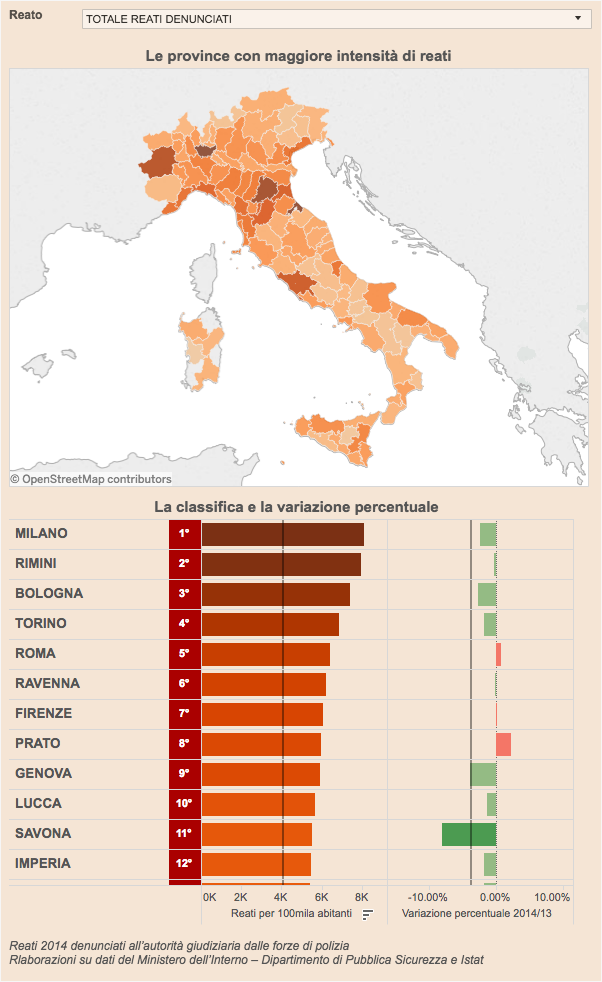 Reato
TOTALE REATI DENUNCIATI
Le province con maggiore intensità di reati
© OpenStreetMap contributors
La classifica e la variazione percentuale
MILANO 1°
RIMINI 2°
BOLOGNA 3°
TORINO 4°
ROMA 5°
RAVENNA 6°
FIRENZE 7°
PRATO 8°
GENOVA 9°
LUCCA 10°
SAVONA 11°
IMPERIA 12°
0K 2K 4K 6K 8K -10.00% 0.00% 10.00%
Reati per 100mila abitanti Variazione percentuale 2014/13
Reati 2014 denunciati all'autorità giudiziaria dalle forze di polizia
RIaborazioni su dati del Ministero dell'Interno – Dipartimento di Pubblica Sicurezza e Istat